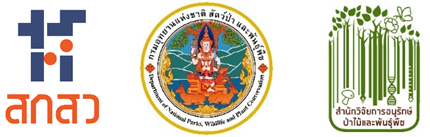 สกสว
กรมอุทยานแห่งชาติ สัตว์ป่า และพันธุ์พืช
Department of National Parks, Wildlife and Plant Conservation
สำนักวิจัยการอนุรักษ์
ป่าไม้และพันธุ์พืช